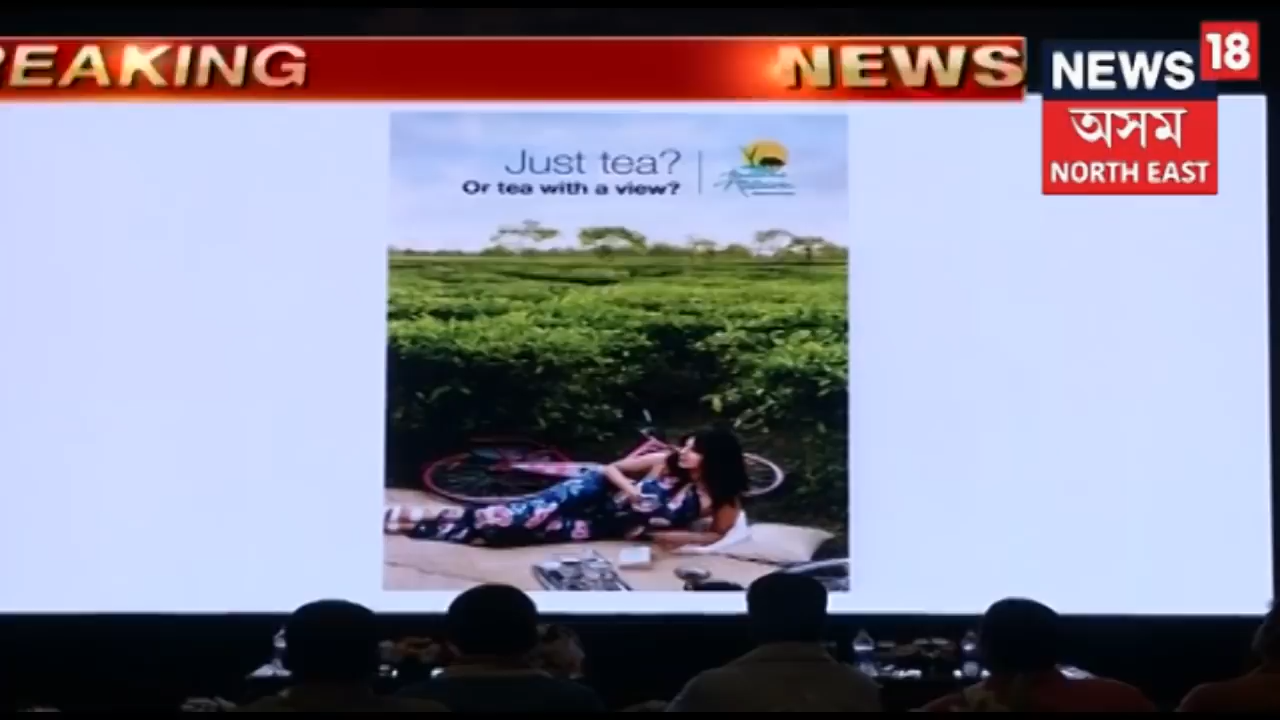 REAKING NEWS
NEWS 18
অসম
NORTH EAST
Just tea?
Or tea with a view?